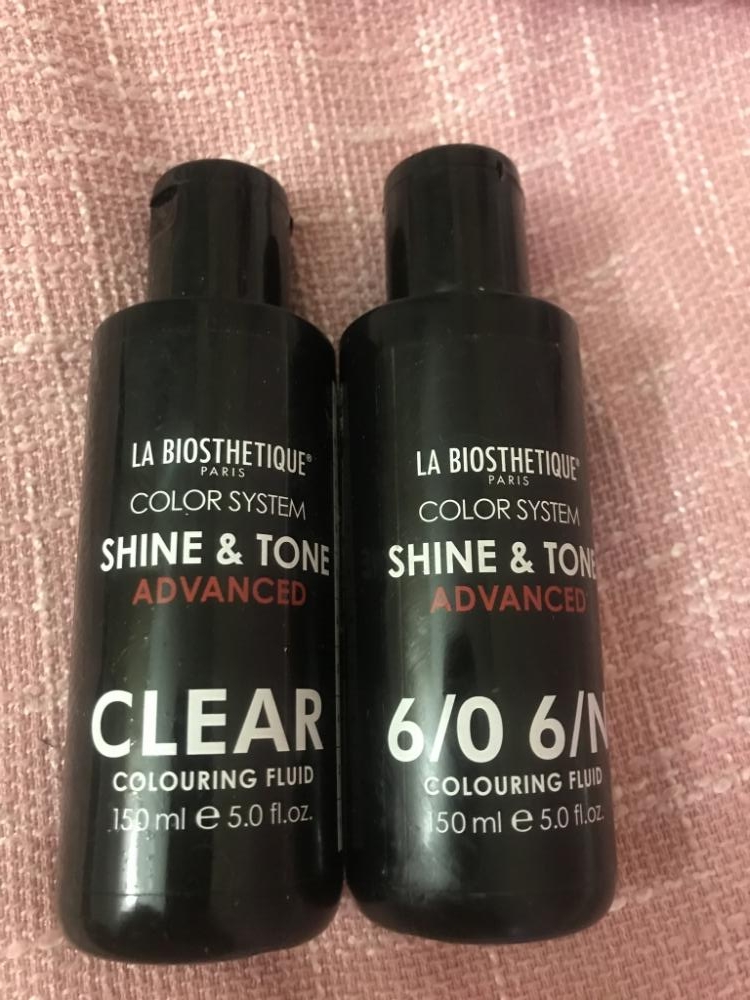 LA BIOSTHETIQUE®
PARIS
COLOR SYSTEM
SHINE & TONE
ADVANCED
CLEAR
COLOURING FLUID
150 ml e 5.0 fl.oz.
LA BIOSTHETIQUE®
PARIS
COLOR SYSTEM
SHINE & TONE
ADVANCED
6/0 6/N
COLOURING FLUID
150 ml e 5.0 fl.oz.